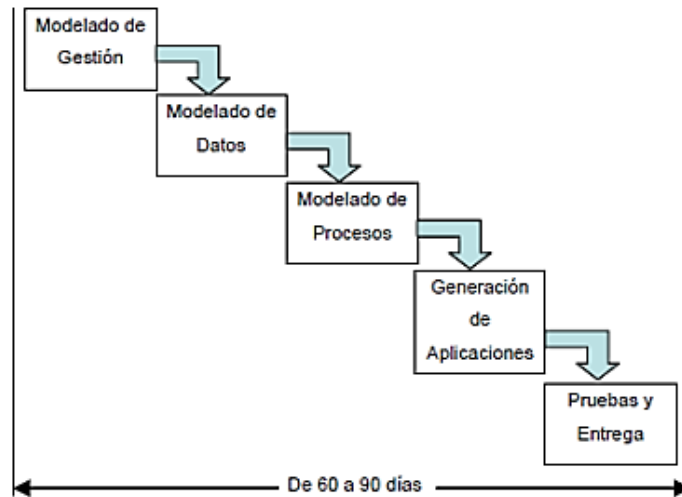 Modelado de
Gestión
Modelado de
Datos
Modelado de
Procesos
Generación
de
Aplicaciones
Pruebas y
Entrega
De 60 a 90 días